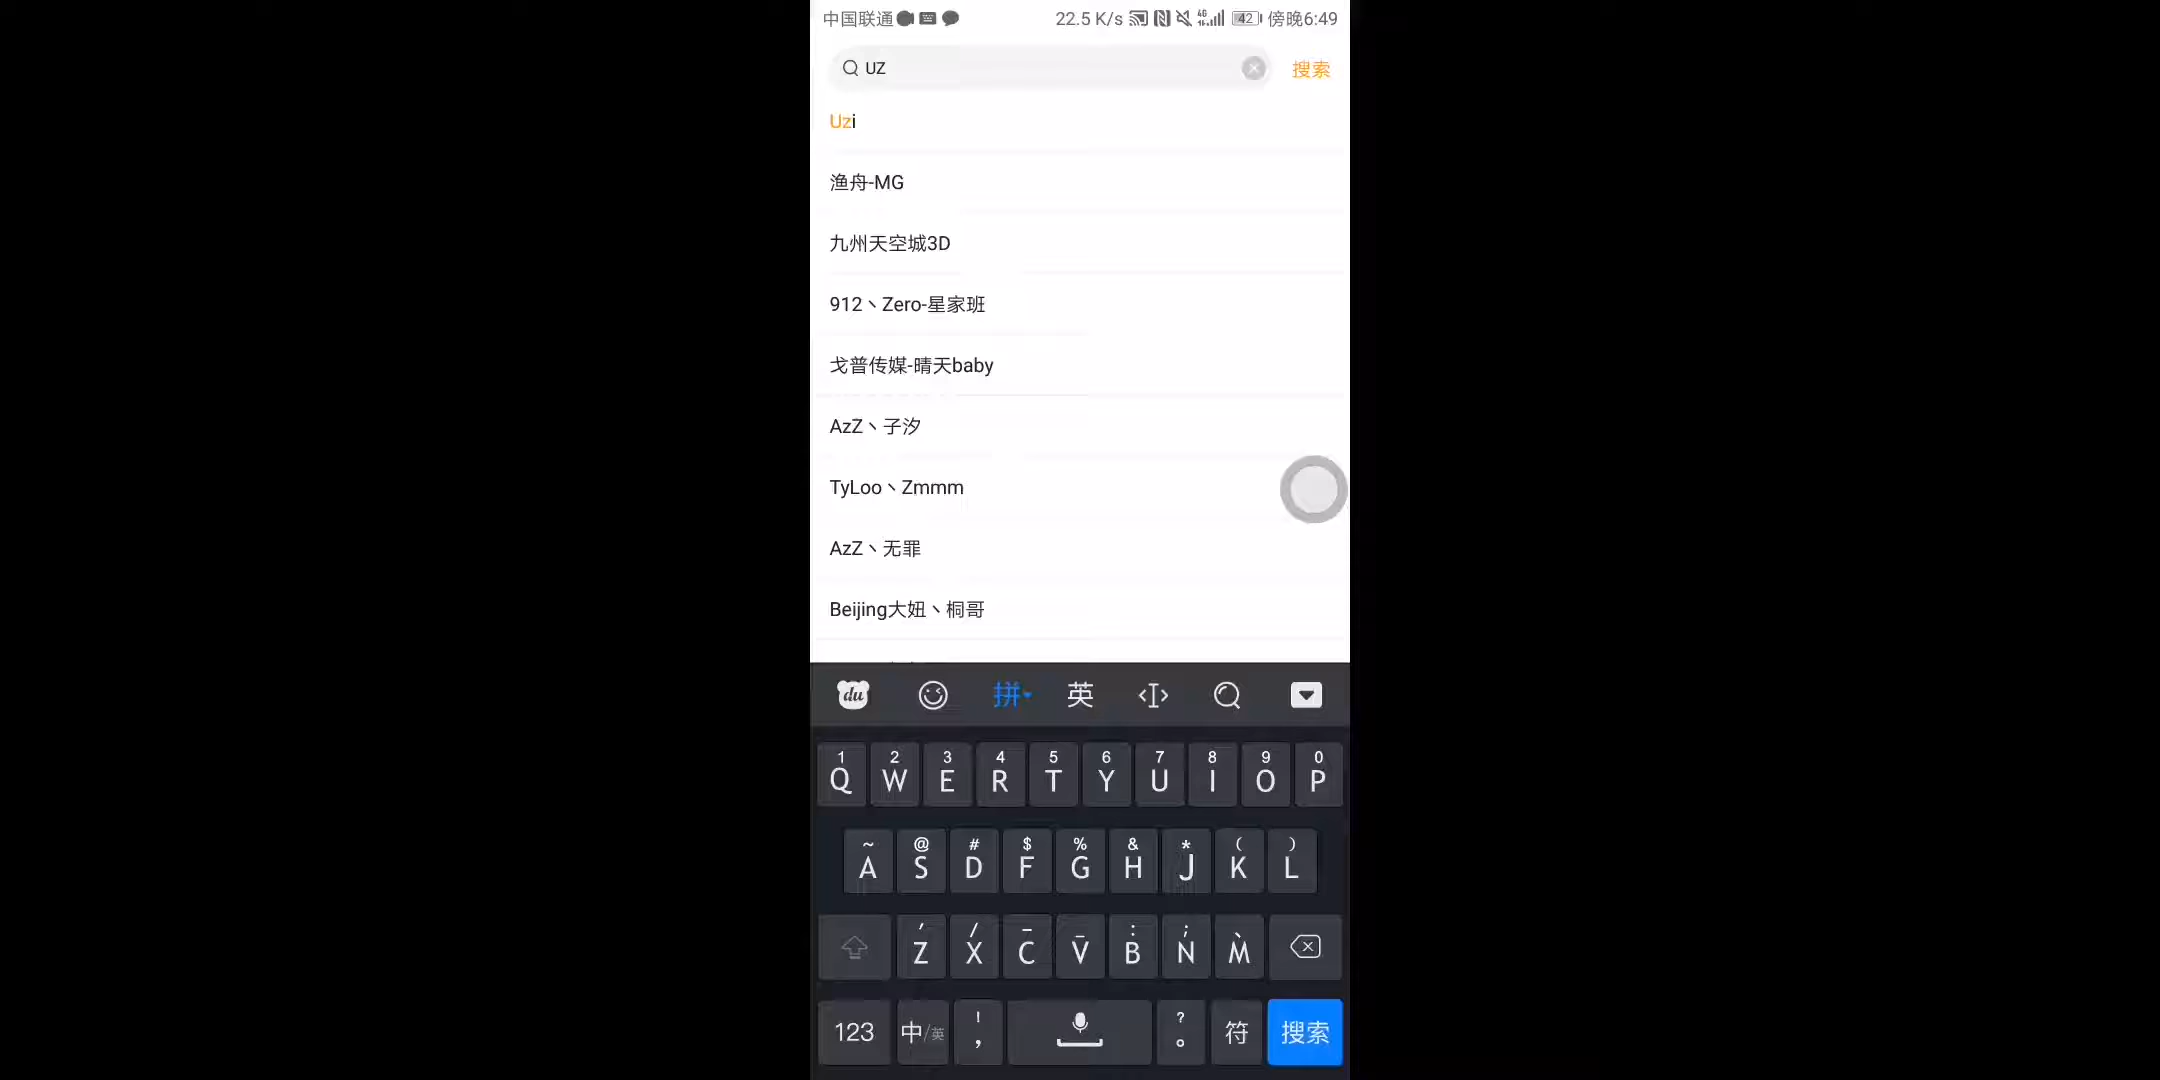 中国联通 22.5 K/s 4G 42 傍晚6:49
UZ 搜索
Uzi
渔舟-MG
九州天空城3D
912丶Zero-星家班
戈普传媒-晴天baby
AzZ丶子汐
TyLoo丶Zmmm
AzZ丶无罪
Beijing大妞丶桐哥
du 拼 英
1 2 3 4 5 6 7 8 9 0
Q W E R T Y U I O P
~ @ # $ % & * ( )
A S D F G H J K L
Z X C V B N M
123 中/英 ! , ? 。 符 搜索